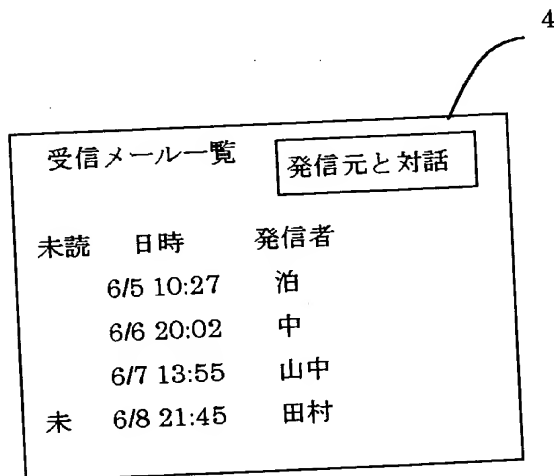 4
受信メール一覧 発信元と対話
未読 日時 発信者
6/5 10:27 泊
6/6 20:02 中
6/7 13:55 山中
未 6/8 21:45 田村